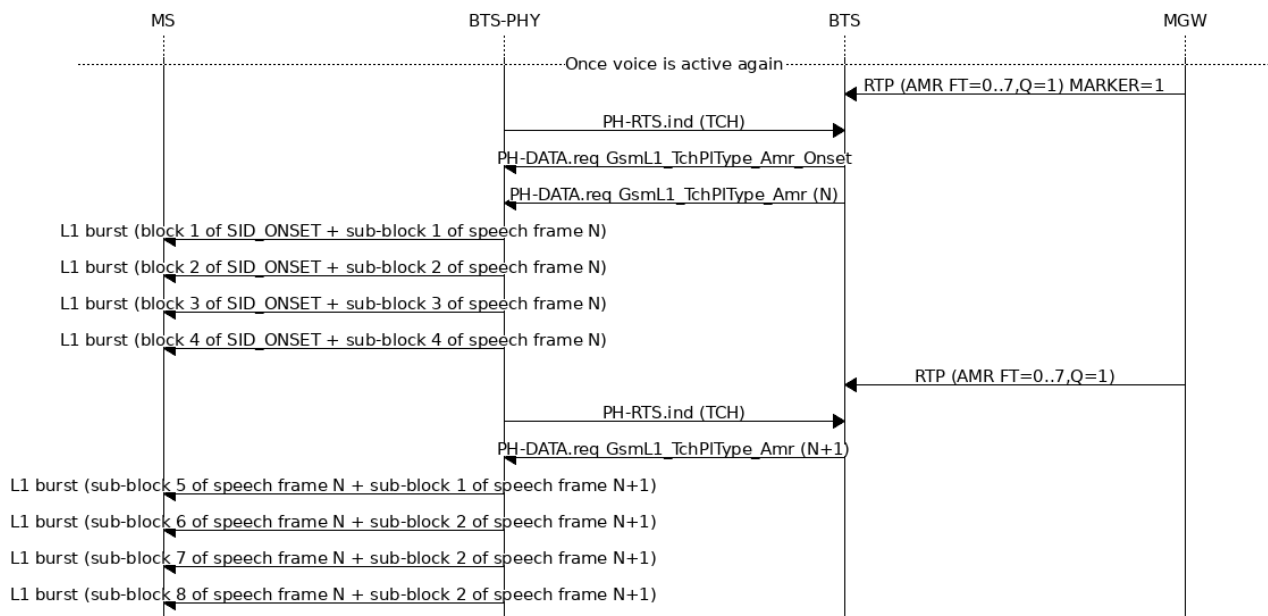 MS BTS-PHY BTS MGW
Once voice is active again
RTP (AMR FT=0..7,Q=1) MARKER=1
PH-RTS.ind (TCH)
PH-DATA.req GsmL1_TchPlType_Amr_Onset
PH-DATA.req GsmL1_TchPlType_Amr (N)
L1 burst (block 1 of SID_ONSET + sub-block 1 of speech frame N)
L1 burst (block 2 of SID_ONSET + sub-block 2 of speech frame N)
L1 burst (block 3 of SID_ONSET + sub-block 3 of speech frame N)
L1 burst (block 4 of SID_ONSET + sub-block 4 of speech frame N)
RTP (AMR FT=0..7,Q=1)
PH-RTS.ind (TCH)
PH-DATA.req GsmL1_TchPlType_Amr (N+1)
L1 burst (sub-block 5 of speech frame N + sub-block 1 of speech frame N+1)
L1 burst (sub-block 6 of speech frame N + sub-block 2 of speech frame N+1)
L1 burst (sub-block 7 of speech frame N + sub-block 2 of speech frame N+1)
L1 burst (sub-block 8 of speech frame N + sub-block 2 of speech frame N+1)